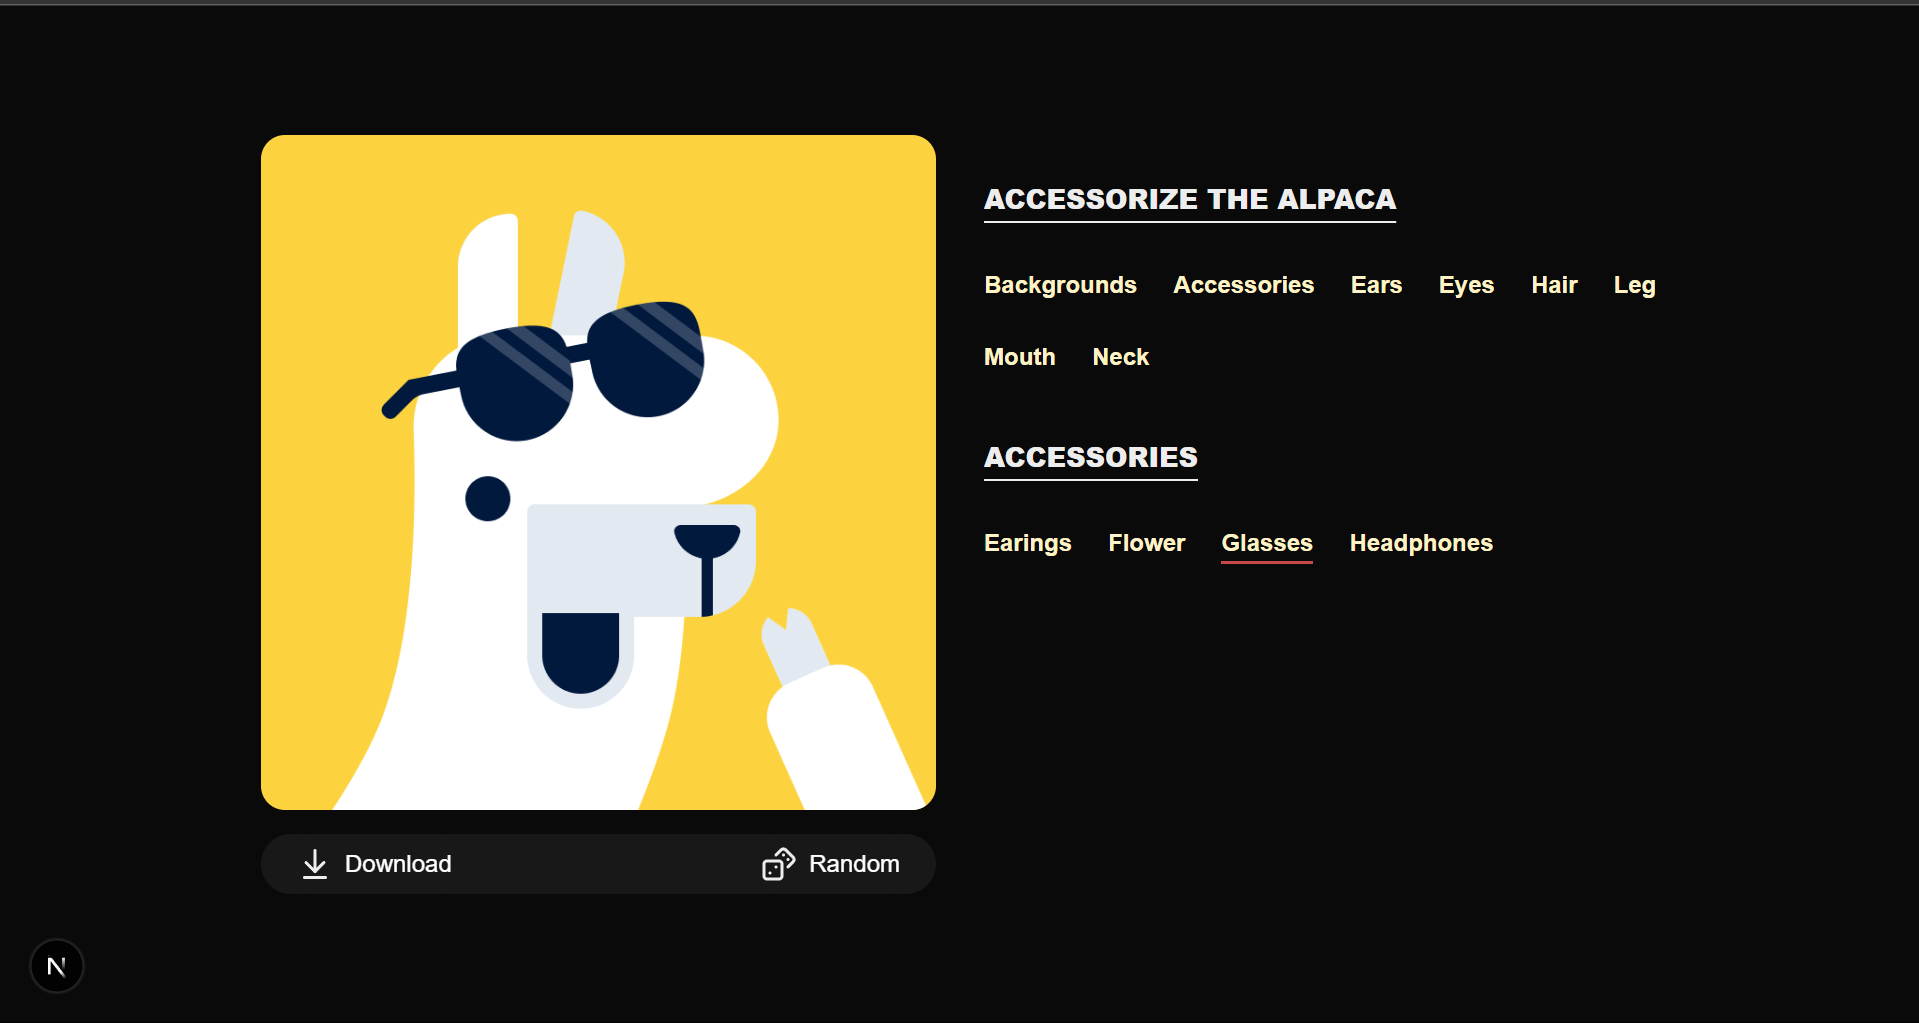 ACCESSORIZE THE ALPACA
Backgrounds Accessories Ears Eyes Hair Leg
Mouth Neck
ACCESSORIES
Earings Flower Glasses Headphones
Download Random
N